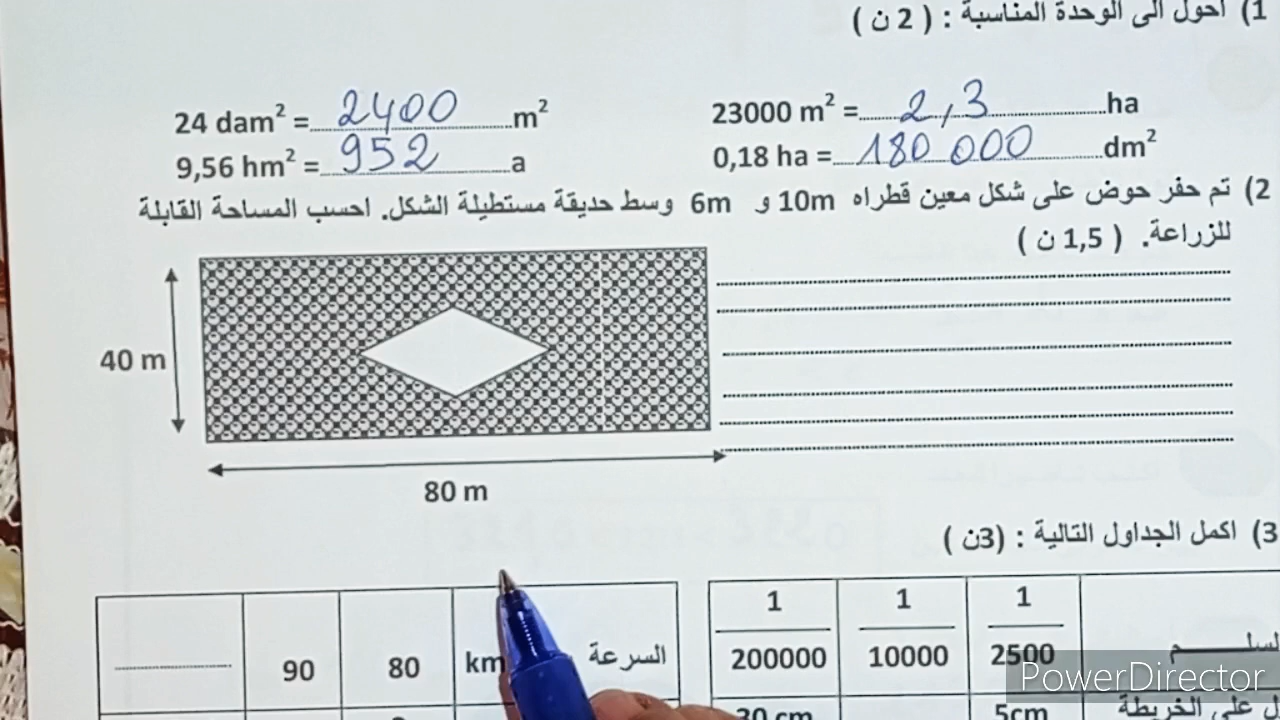 1) احول الى الوحدة المناسبة : ( 2 ن )
24 dam² = 2400 m²
23000 m² = 2,3 ha
9,56 hm² = 952 a
0,18 ha = 180 000 dm²
2) تم حفر حوض على شكل معين قطراه 10m و 6m وسط حديقة مستطيلة الشكل. احسب المساحة القابلة
للزراعة. ( 1,5 ن )
40 m
80 m
3) اكمل الجداول التالية : (3ن )
1/2500 1/10000 1/200000
السرعة km 80 90
5cm 30 cm
على الخريطة
PowerDirector